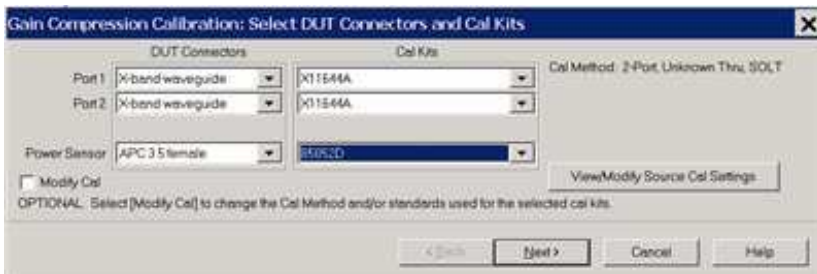 Gain Compression Calibration: Select DUT Connectors and Cal Kits
DUT Connectors Cal Kits
Port 1 X-band waveguide X11644A Cal Method: 2-Port, Unknown Thru, SOLT
Port 2 X-band waveguide X11644A
Power Sensor APC 3.5 female 85052D
Modify Cal View/Modify Source Cal Settings
OPTIONAL: Select [Modify Cal] to change the Cal Method and/or standards used for the selected cal kits.
< Back Next > Cancel Help